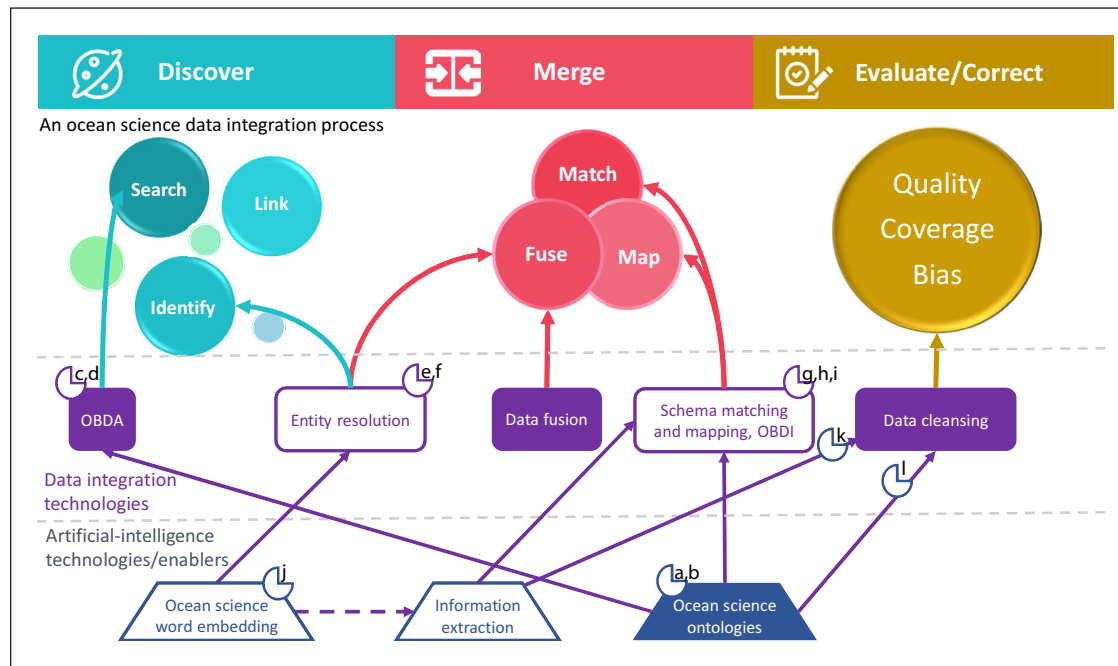 Discover
Merge
Evaluate/Correct
An ocean science data integration process
Search
Link
Identify
Match
Fuse
Map
Quality
Coverage
Bias
c,d
e,f
g,h,i
OBDA
Entity resolution
Data fusion
Schema matching
and mapping, OBDI
Data cleansing
k
l
Data integration
technologies
Artificial-intelligence
technologies/enablers
j
a,b
Ocean science
word embedding
Information
extraction
Ocean science
ontologies